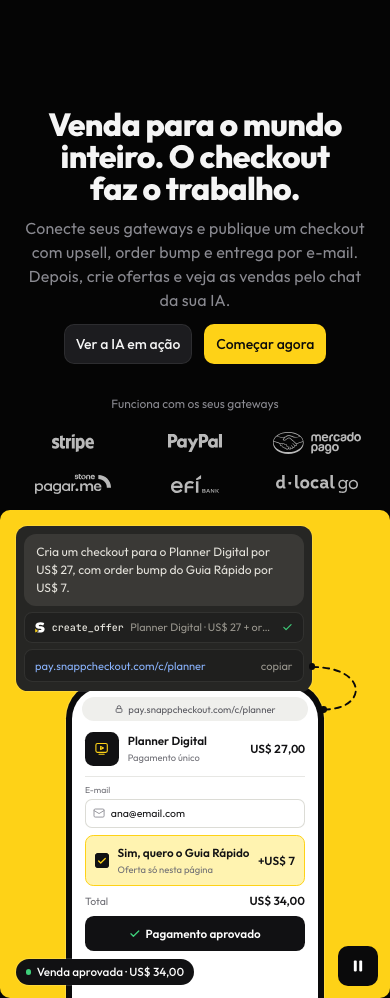 Venda para o mundo
inteiro. O checkout
faz o trabalho.
Conecte seus gateways e publique um checkout
com upsell, order bump e entrega por e-mail.
Depois, crie ofertas e veja as vendas pelo chat
da sua IA.
Ver a IA em ação
Começar agora
Funciona com os seus gateways
stripe
PayPal
mercado
pago
stone
pagar.me
efí BANK
d·local go
Cria um checkout para o Planner Digital por
US$ 27, com order bump do Guia Rápido por
US$ 7.
S create_offer Planner Digital · US$ 27 + or...
pay.snappcheckout.com/c/planner copiar
pay.snappcheckout.com/c/planner
Planner Digital
US$ 27,00
Pagamento único
E-mail
ana@email.com
Sim, quero o Guia Rápido
+US$ 7
Oferta só nesta página
Total US$ 34,00
Pagamento aprovado
Venda aprovada · US$ 34,00